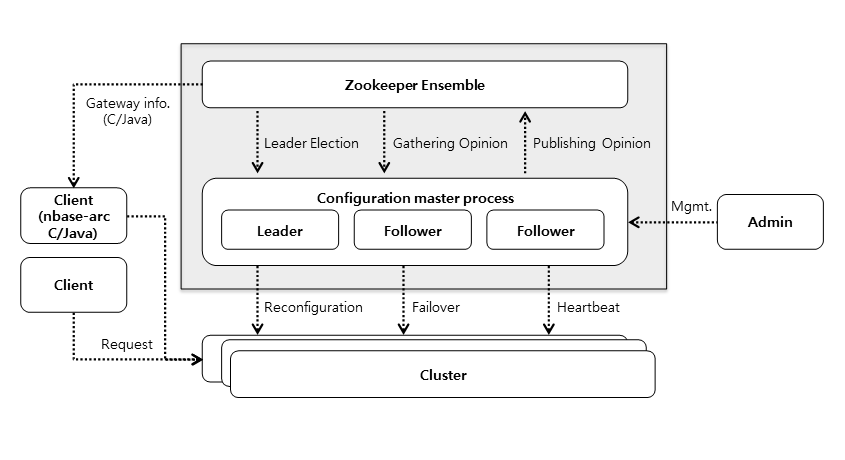 Zookeeper Ensemble
Gateway info.
(C/Java)
Leader Election
Gathering Opinion
Publishing Opinion
Client
(nbase-arc
C/Java)
Configuration master process
Leader
Follower
Follower
Mgmt.
Admin
Client
Reconfiguration
Failover
Heartbeat
Request
Cluster